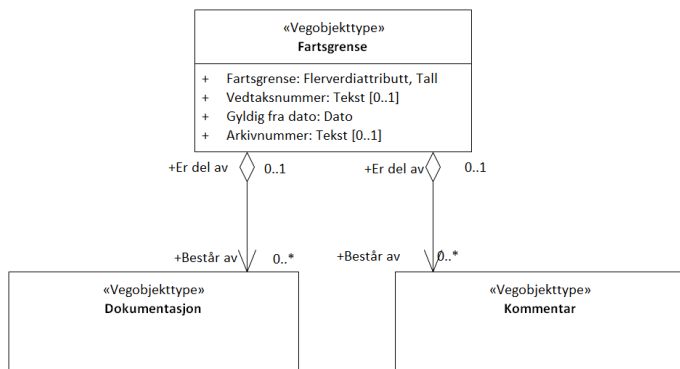 «Vegobjekttype»
Fartsgrense
+ Fartsgrense: Flerverdiattributt, Tall
+ Vedtaksnummer: Tekst [0..1]
+ Gyldig fra dato: Dato
+ Arkivnummer: Tekst [0..1]
+Er del av 0..1 +Er del av 0..1
+Består av 0..* +Består av 0..*
«Vegobjekttype» «Vegobjekttype»
Dokumentasjon Kommentar